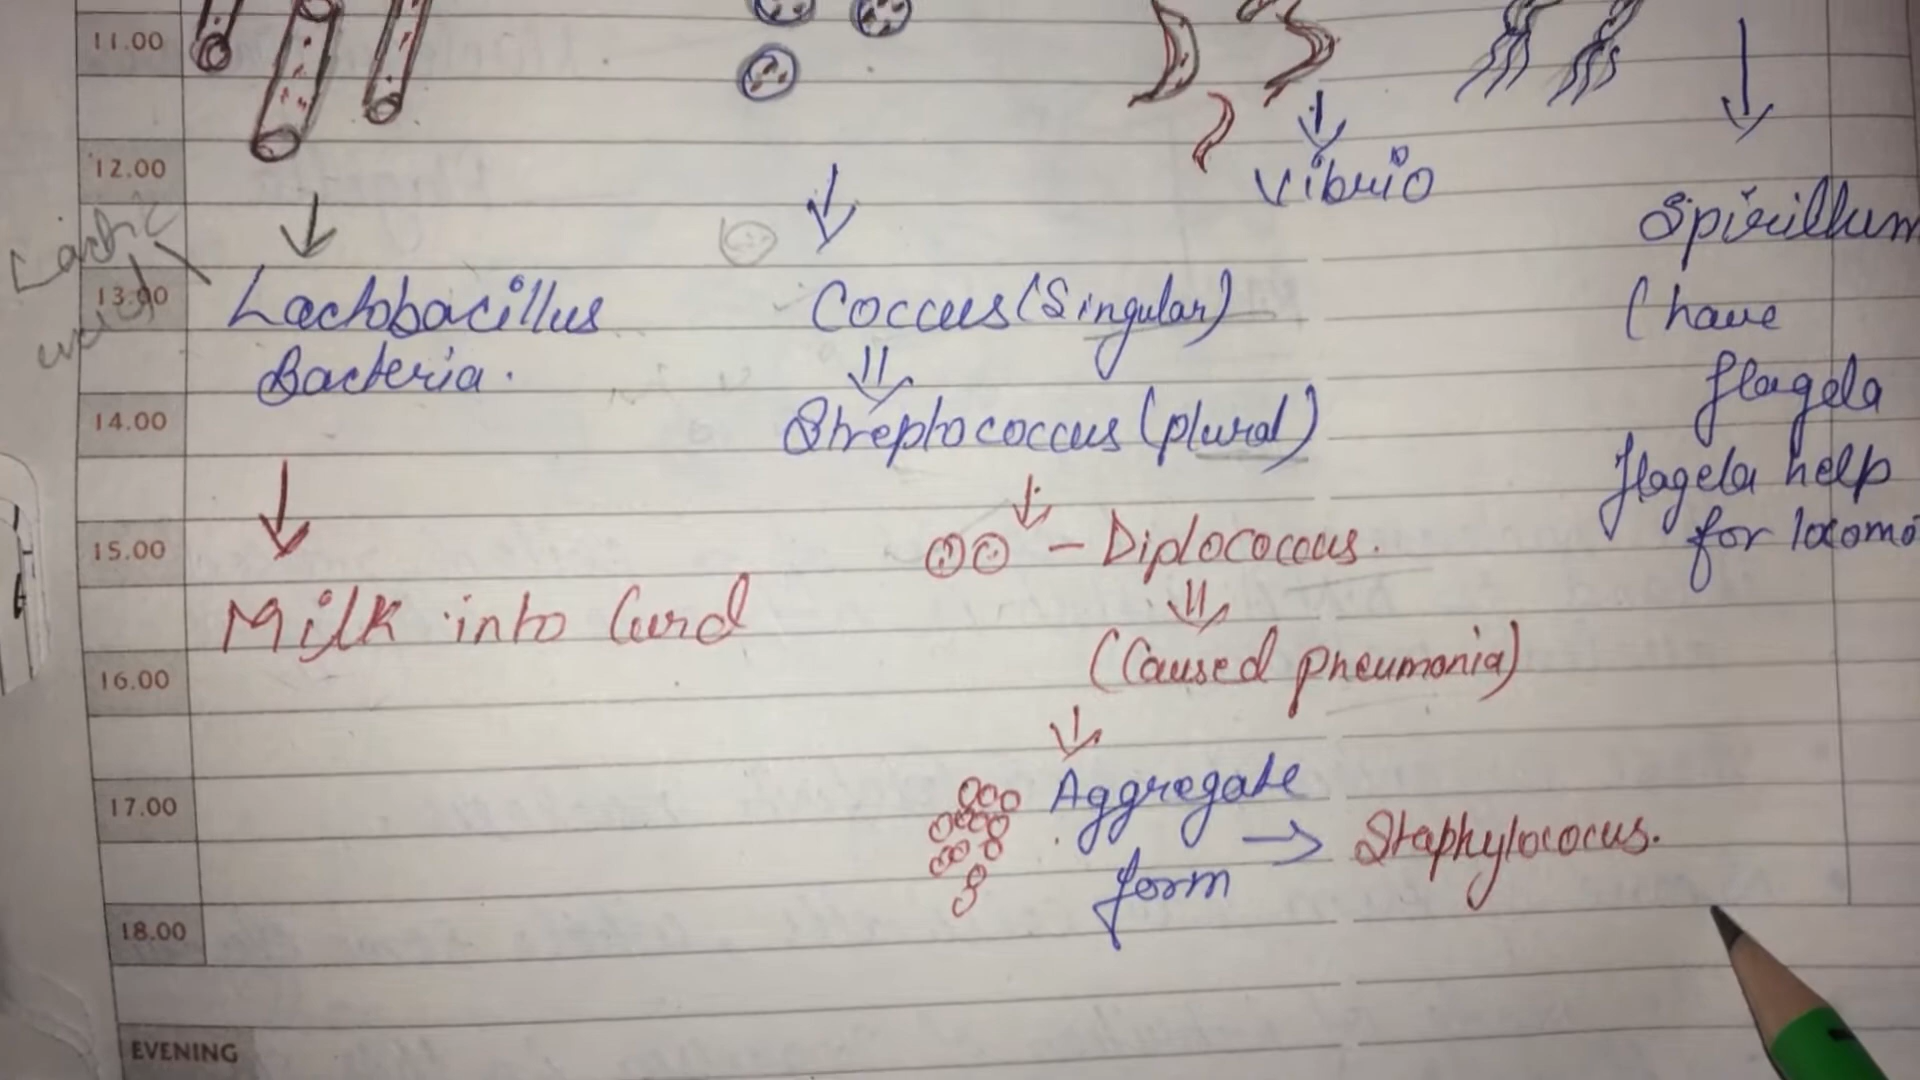 11.00
12.00
13.00
14.00
15.00
16.00
17.00
18.00
EVENING
Lactic
Lactobacillus
Bacteria.
Milk into Curd
Coccus (Singular)
Streptococcus (plural)
– Diplococcus.
(Caused pneumonia)
Aggregate
form → Staphylococus.
Vibrio
Spirillum
(have
flagela
flagela help
for locomo